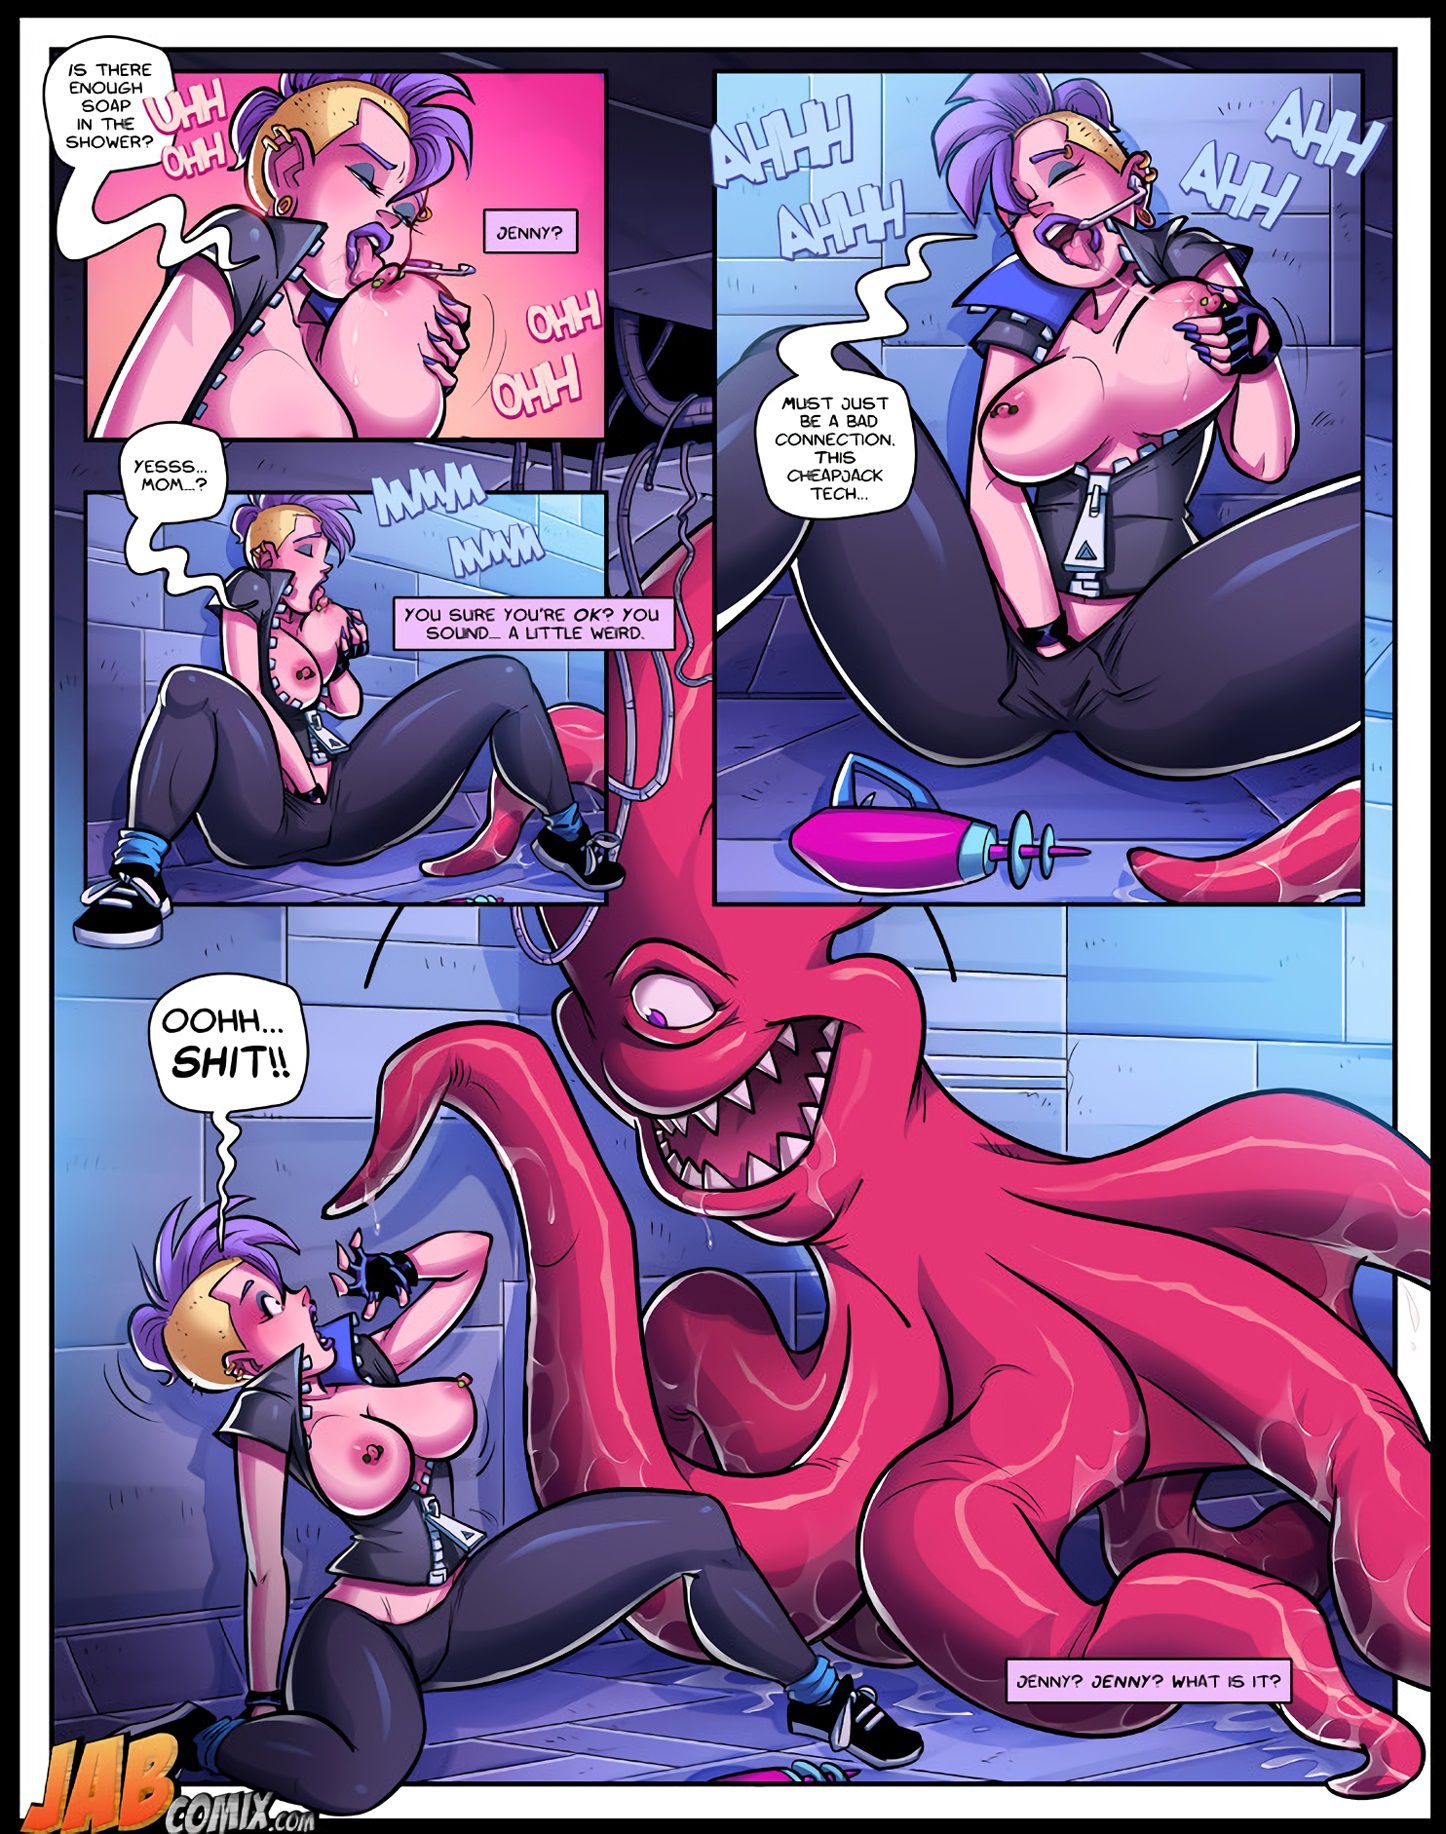 IS THERE
ENOUGH
SOAP
IN THE
SHOWER?
UHH
OHH
JENNY?
OHH
OHH
YESSS...
MOM...?
MMM
MMM
YOU SURE YOU'RE OK? YOU
SOUND... A LITTLE WEIRD.
AHHH
AHHH
AHH
AHH
MUST JUST
BE A BAD
CONNECTION.
THIS
CHEAPJACK
TECH...
OOHH...
SHIT!!
JENNY? JENNY? WHAT IS IT?
JAB
COMIX.com